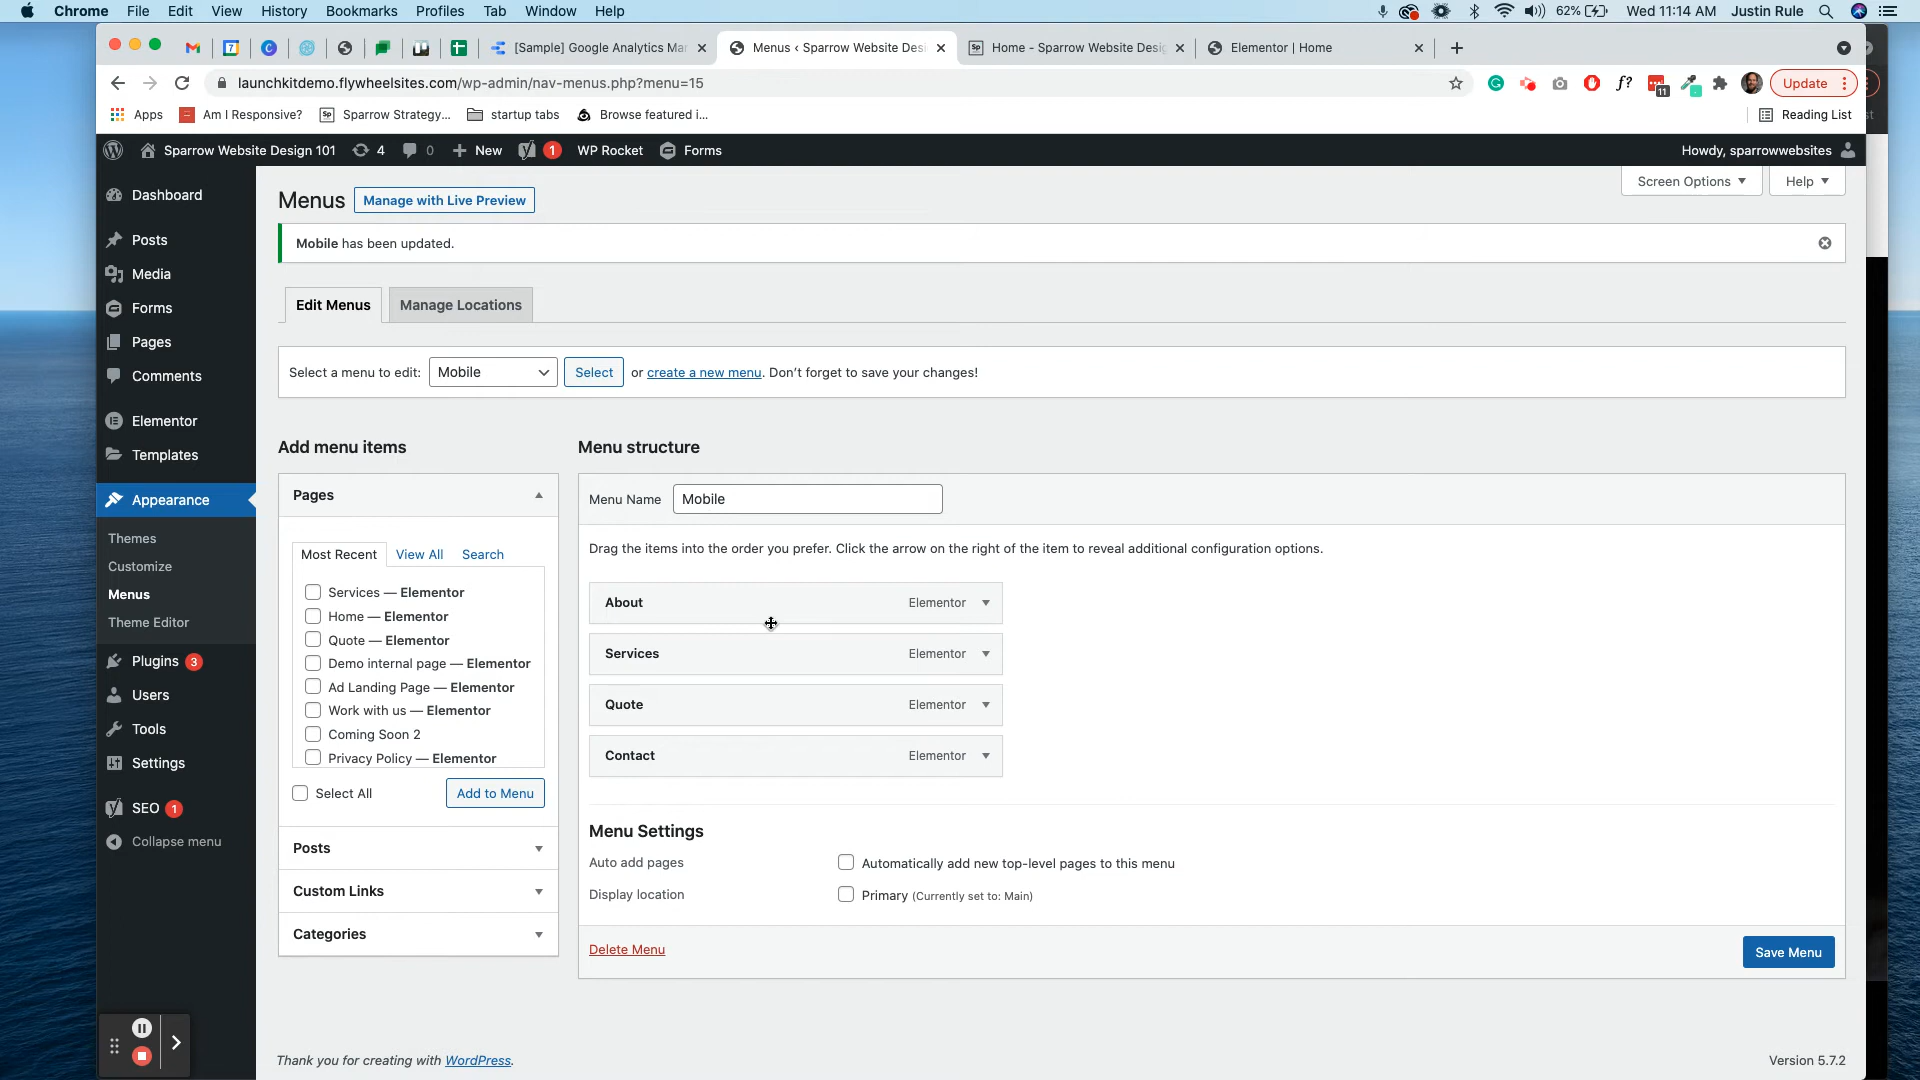 Chrome File Edit View History Bookmarks Profiles Tab Window Help 62% Wed 11:14 AM Justin Rule
[Sample] Google Analytics Mar Menus ‹ Sparrow Website Desi Home - Sparrow Website Desig Elementor | Home
launchkitdemo.flywheelsites.com/wp-admin/nav-menus.php?menu=15 f? 11 Update
Apps Am I Responsive? Sp Sparrow Strategy... startup tabs Browse featured i... Reading List
Sparrow Website Design 101 4 0 New 1 WP Rocket Forms Howdy, sparrowwebsites
Screen Options Help
Dashboard
Posts
Media
Forms
Pages
Comments
Elementor
Templates
Appearance
Themes
Customize
Menus
Theme Editor
Plugins 3
Users
Tools
Settings
SEO 1
Collapse menu
Menus Manage with Live Preview
Mobile has been updated.
Edit Menus Manage Locations
Select a menu to edit: Mobile Select or create a new menu. Don't forget to save your changes!
Add menu items
Pages
Most Recent View All Search
Services — Elementor
Home — Elementor
Quote — Elementor
Demo internal page — Elementor
Ad Landing Page — Elementor
Work with us — Elementor
Coming Soon 2
Privacy Policy — Elementor
Select All Add to Menu
Posts
Custom Links
Categories
Menu structure
Menu Name Mobile
Drag the items into the order you prefer. Click the arrow on the right of the item to reveal additional configuration options.
About Elementor
Services Elementor
Quote Elementor
Contact Elementor
Menu Settings
Auto add pages Automatically add new top-level pages to this menu
Display location Primary (Currently set to: Main)
Delete Menu Save Menu
Thank you for creating with WordPress. Version 5.7.2